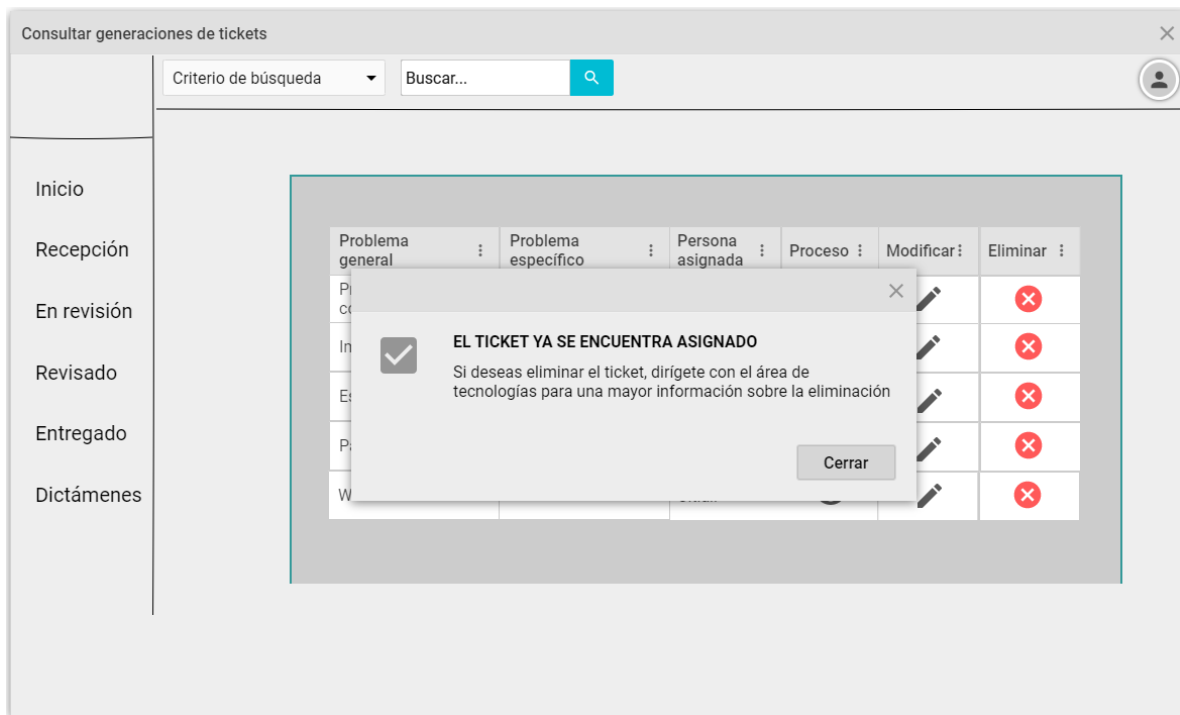 Consultar generaciones de tickets
Criterio de búsqueda
Buscar...
Inicio
Recepción
En revisión
Revisado
Entregado
Dictámenes
Problema
general
Problema
específico
Persona
asignada
Proceso
Modificar
Eliminar
EL TICKET YA SE ENCUENTRA ASIGNADO
Si deseas eliminar el ticket, dirígete con el área de
tecnologías para una mayor información sobre la eliminación
Cerrar